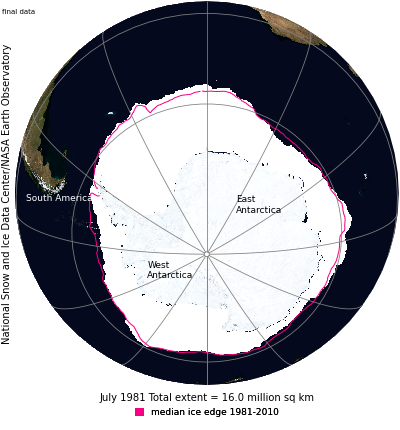 final data
National Snow and Ice Data Center/NASA Earth Observatory
South America
East
Antarctica
West
Antarctica
July 1981 Total extent = 16.0 million sq km
median ice edge 1981-2010